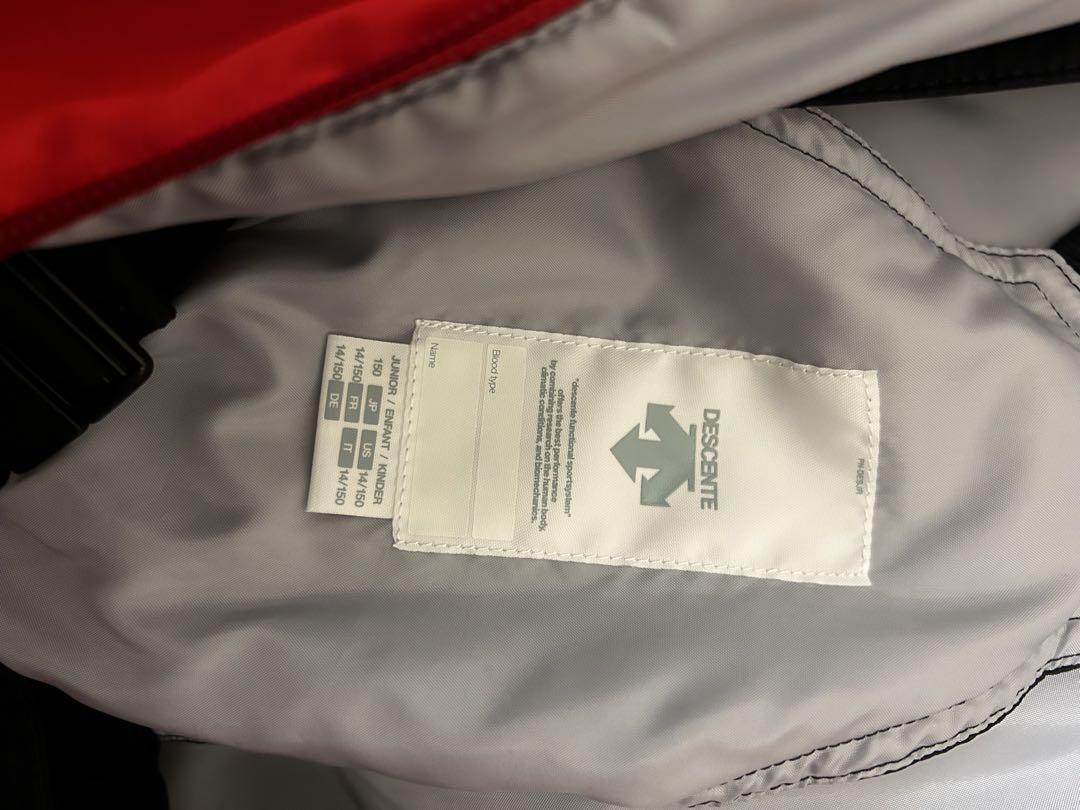 PN-DEBJR
DESCENTE
"descente functional sportsystem"
offers the best performance
by combining research on the human body,
climatic conditions, and biomechanics.
Blood type
Name
JUNIOR / ENFANT / KINDER
150 JP US 14/150
14/150 FR IT 14/150
14/150 DE